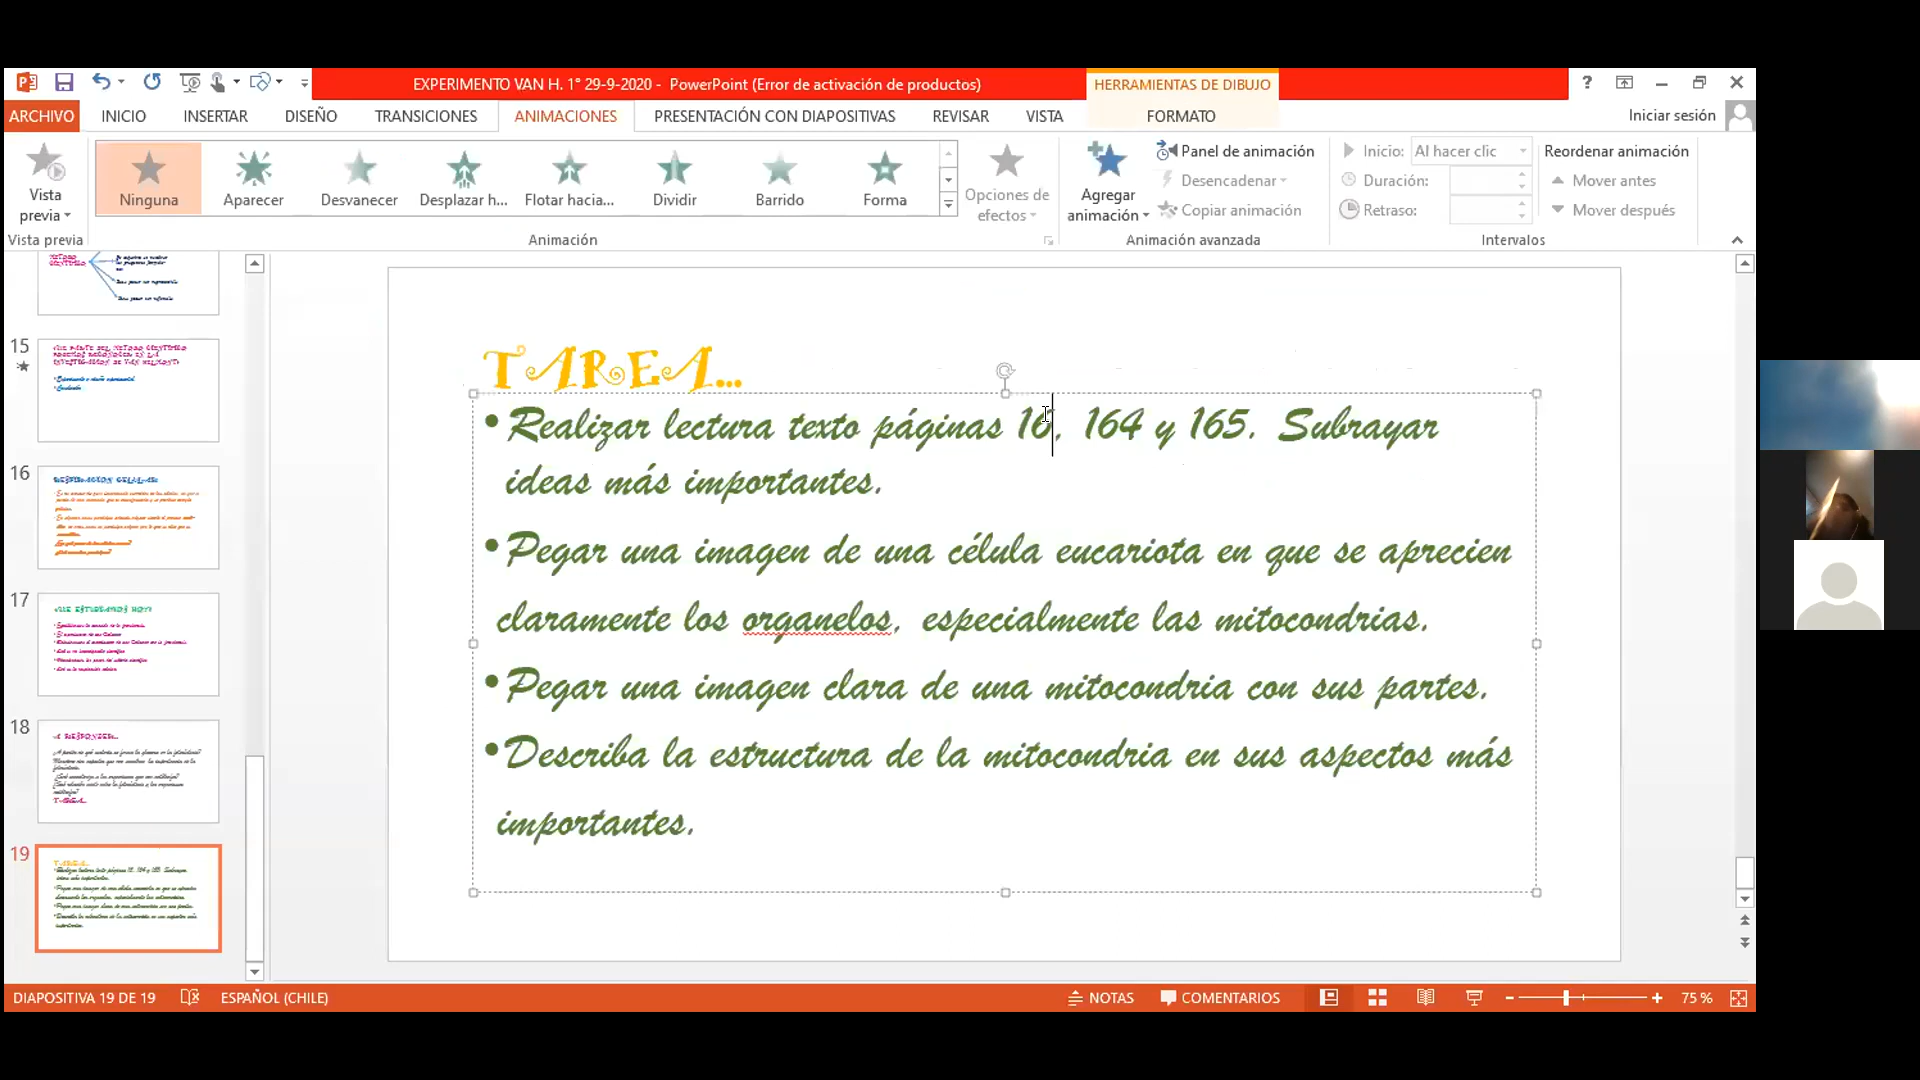 EXPERIMENTO VAN H. 1° 29-9-2020 - PowerPoint (Error de activación de productos)
HERRAMIENTAS DE DIBUJO
?
ARCHIVO INICIO INSERTAR DISEÑO TRANSICIONES ANIMACIONES PRESENTACIÓN CON DIAPOSITIVAS REVISAR VISTA FORMATO Iniciar sesión
Vista previa
Ninguna Aparecer Desvanecer Desplazar h... Flotar hacia... Dividir Barrido Forma
Opciones de efectos
Agregar animación
Panel de animación
Desencadenar
Copiar animación
Inicio: Al hacer clic
Duración:
Retraso:
Reordenar animación
Mover antes
Mover después
Vista previa Animación Animación avanzada Intervalos
15
16
RESPIRACIÓN CELULAR:
17
¿QUE ESTUDIAMOS HOY?
18
A RESPONDER...
TAREA...
19
TAREA...
• Realizar lectura texto páginas 16, 164 y 165. Subrayar
ideas más importantes.
• Pegar una imagen de una célula eucariota en que se aprecien
claramente los organelos, especialmente las mitocondrias.
• Pegar una imagen clara de una mitocondria con sus partes.
• Describa la estructura de la mitocondria en sus aspectos más
importantes.
DIAPOSITIVA 19 DE 19 ESPAÑOL (CHILE) NOTAS COMENTARIOS 75 %